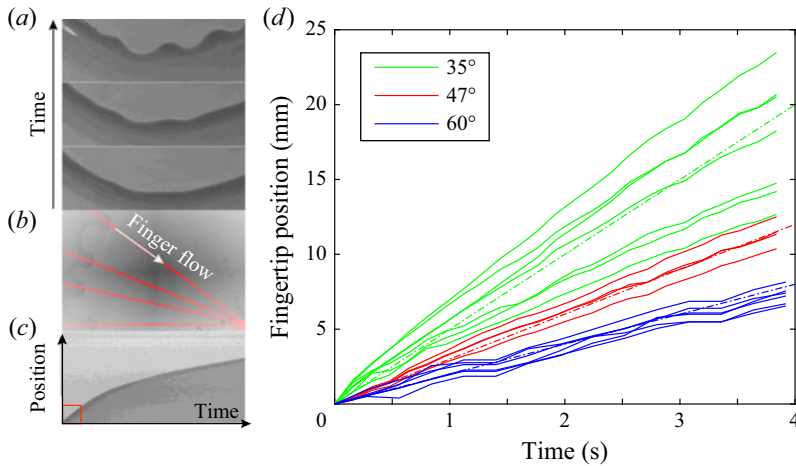 (a)
Time
(b)
Finger flow
(c)
Position
Time
(d)
25
20
15
10
5
0
Fingertip position (mm)
35°
47°
60°
1
2
3
4
Time (s)